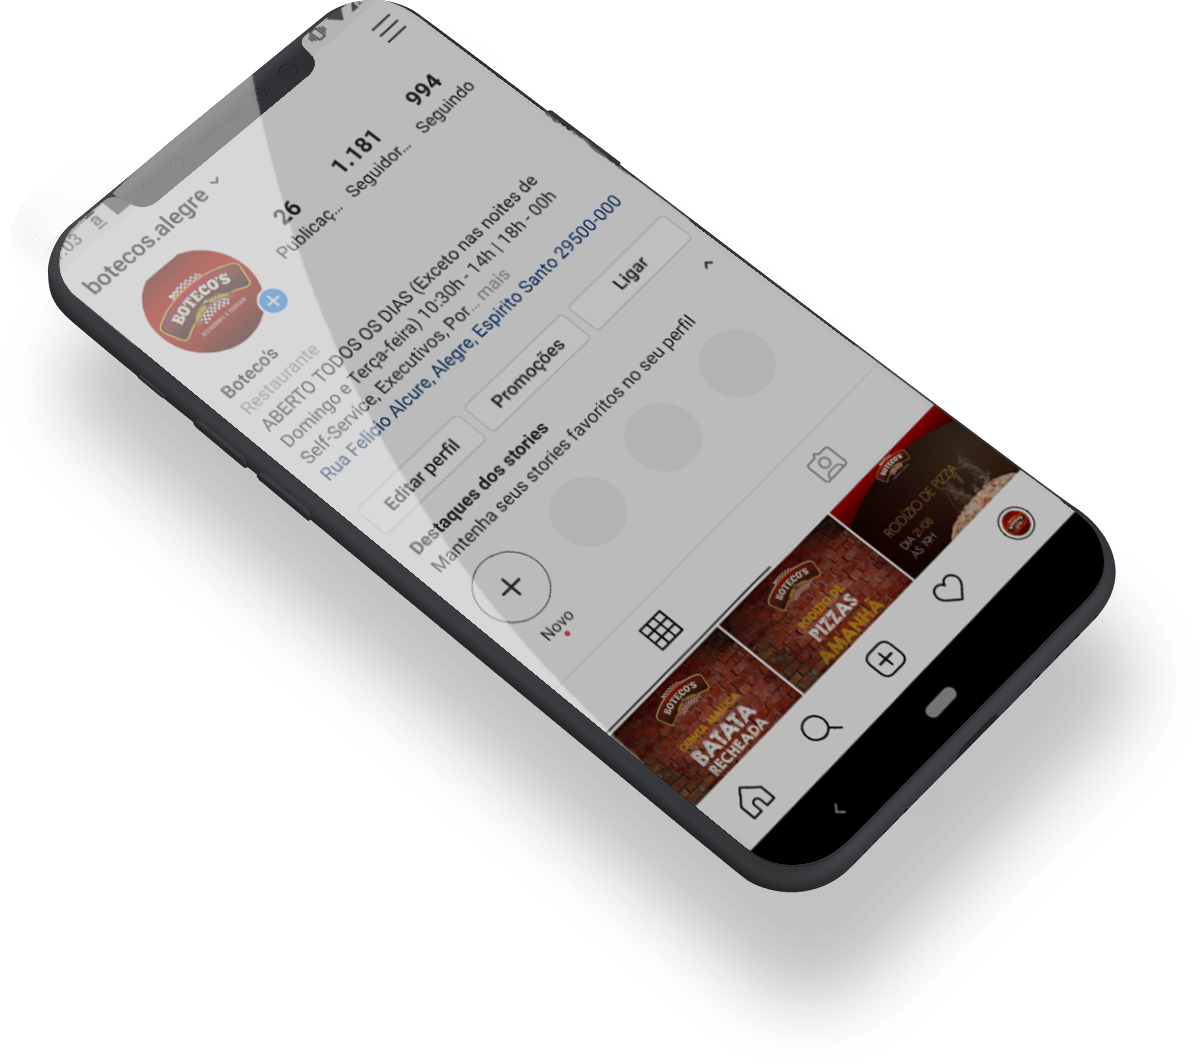 :03
botecos.alegre
26
1.181
994
Publicaç...
Seguidor...
Seguindo
BOTECO'S
Boteco's
Restaurante
ABERTO TODOS OS DIAS (Exceto nas noites de
Domingo e Terça-feira) 10:30h - 14h | 18h - 00h
Self-Service, Executivos, Por... mais
Rua Felício Alcure, Alegre, Espirito Santo 29500-000
Editar perfil
Promoções
Ligar
Destaques dos stories
Mantenha seus stories favoritos no seu perfil
Novo
BOTECO'S
QUINTA MALUCA
BATATA
RECHEADA
BOTECO'S
RODÍZIO DE
PIZZAS
AMANHÃ
BOTECO'S
RODÍZIO DE PIZZA
DIA 21/08
ÀS 19H